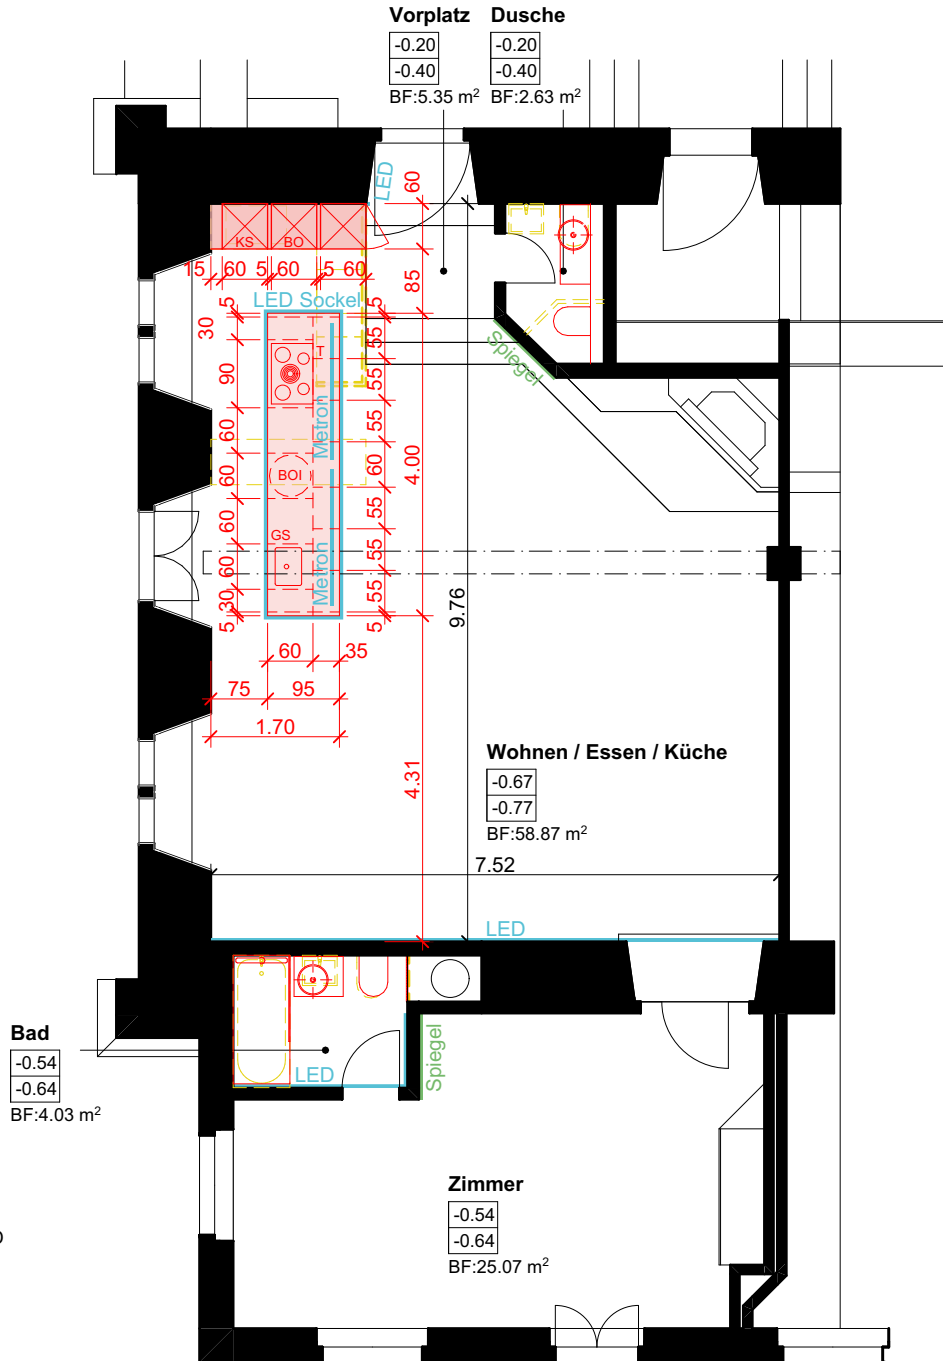 Vorplatz Dusche
-0.20 -0.20
-0.40 -0.40
BF:5.35 m² BF:2.63 m²
LED
60
KS BO
15 60 5 60 5 60
85
LED Sockel
5
5
30
T
55
Spiegel
90
55
Metron
60
55
4.00
BOI
60
60
GS
55
60
55
60
Metron
55
30
5
5
9.76
60 35
75 95
1.70
Wohnen / Essen / Küche
-0.67
-0.77
BF:58.87 m²
4.31
7.52
LED
Bad
-0.54
-0.64
BF:4.03 m²
LED
Spiegel
Zimmer
-0.54
-0.64
BF:25.07 m²